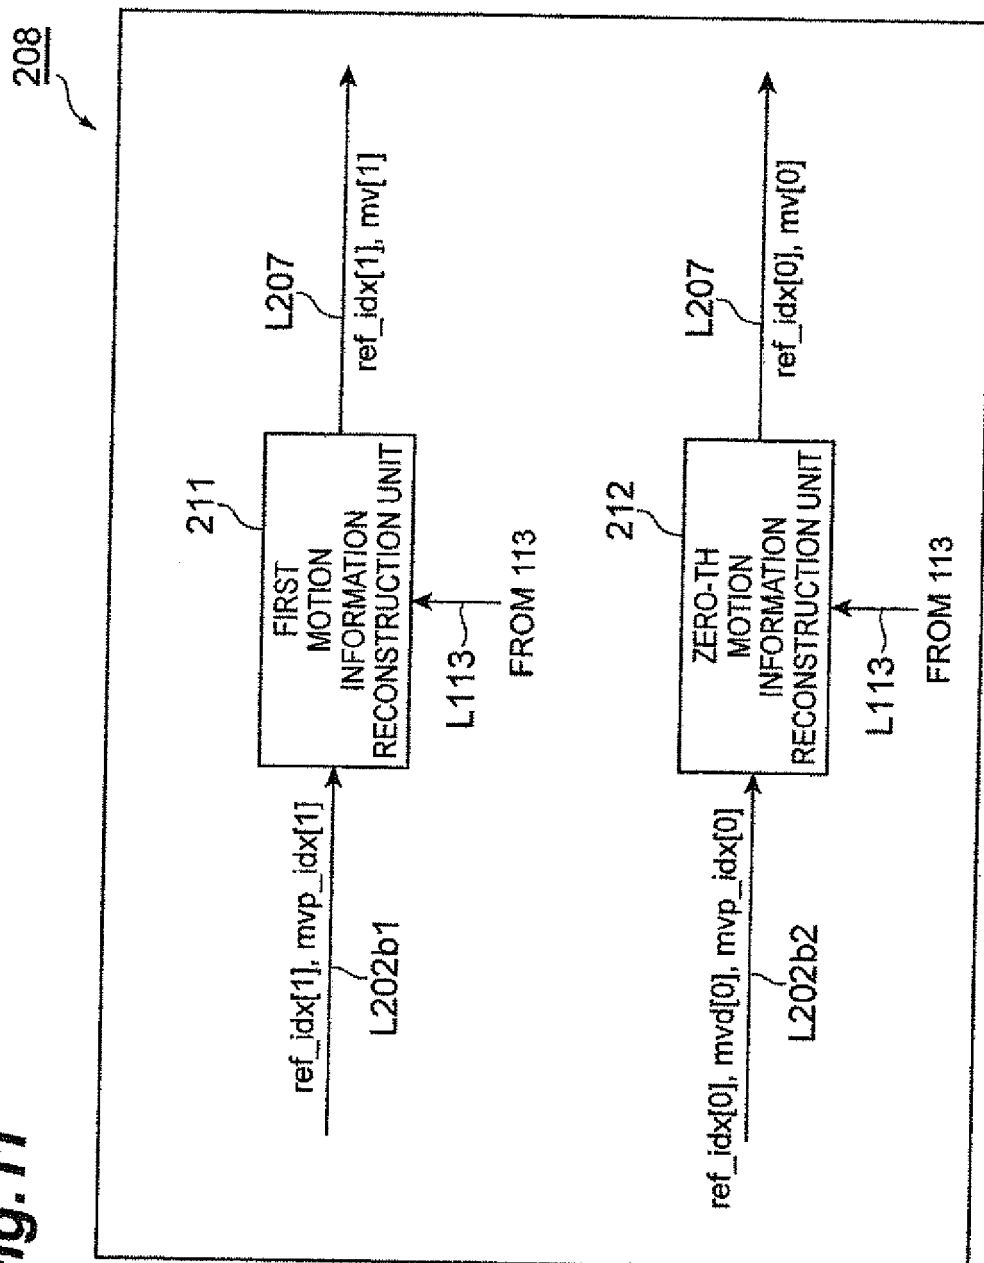 Fig. 11
208
211
FIRST
MOTION
INFORMATION
RECONSTRUCTION UNIT
ref_idx[1], mvp_idx[1]
L202b1
L113
FROM 113
L207
ref_idx[1], mv[1]
212
ZERO-TH
MOTION
INFORMATION
RECONSTRUCTION UNIT
ref_idx[0], mvd[0], mvp_idx[0]
L202b2
L113
FROM 113
L207
ref_idx[0], mv[0]